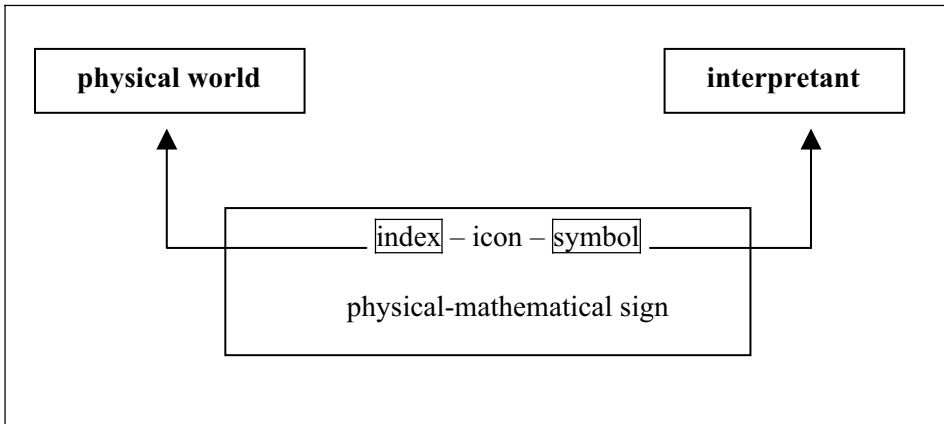 physical world
interpretant
index – icon – symbol
physical-mathematical sign